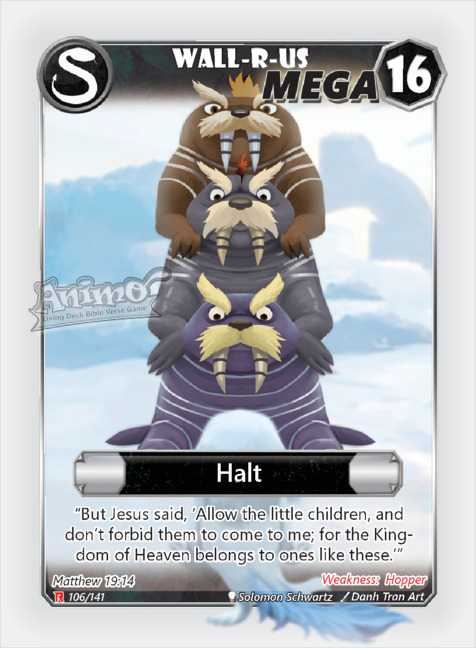 S
WALL-R-US
MEGA
16
Animo?
Living Deck Bible Verse Game
Halt
“But Jesus said, ‘Allow the little children, and
don’t forbid them to come to me; for the King-
dom of Heaven belongs to ones like these.’”
Matthew 19:14
Weakness: Hopper
R 106/141
Solomon Schwartz
Danh Tran Art